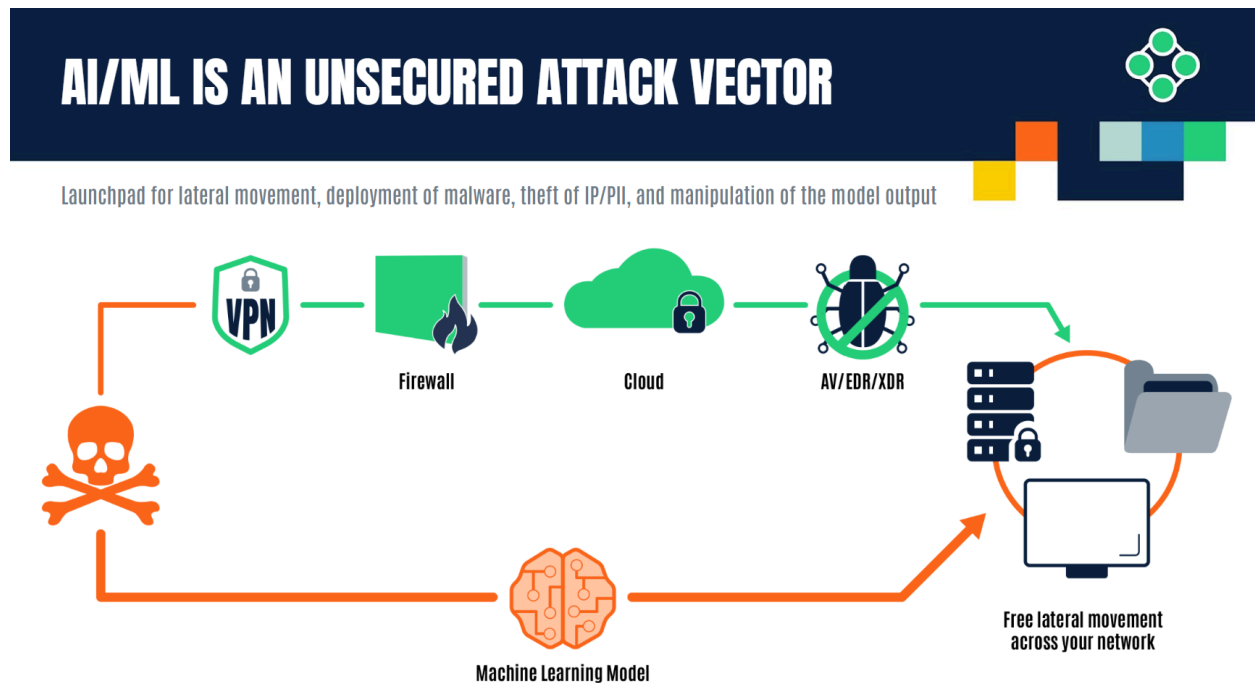 AI/ML IS AN UNSECURED ATTACK VECTOR
Launchpad for lateral movement, deployment of malware, theft of IP/PII, and manipulation of the model output
VPN
Firewall
Cloud
AV/EDR/XDR
Free lateral movement
across your network
Machine Learning Model